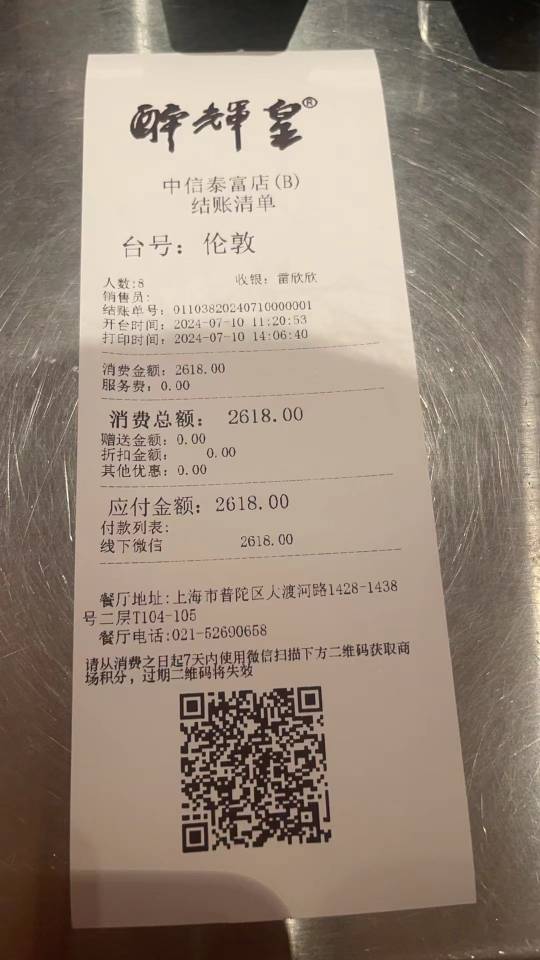 醉輝皇®
中信泰富店(B)
结账清单
台号：伦敦
人数:8 收银：雷欣欣
销售员:
结账单号：01103820240710000001
开台时间：2024-07-10 11:20:53
打印时间：2024-07-10 14:06:40
消费金额：2618.00
服务费：0.00
消费总额： 2618.00
赠送金额：0.00
折扣金额： 0.00
其他优惠：0.00
应付金额：2618.00
付款列表:
线下微信 2618.00
餐厅地址:上海市普陀区大渡河路1428-1438
号二层T104-105
餐厅电话:021-52690658
请从消费之日起7天内使用微信扫描下方二维码获取商
场积分，过期二维码将失效